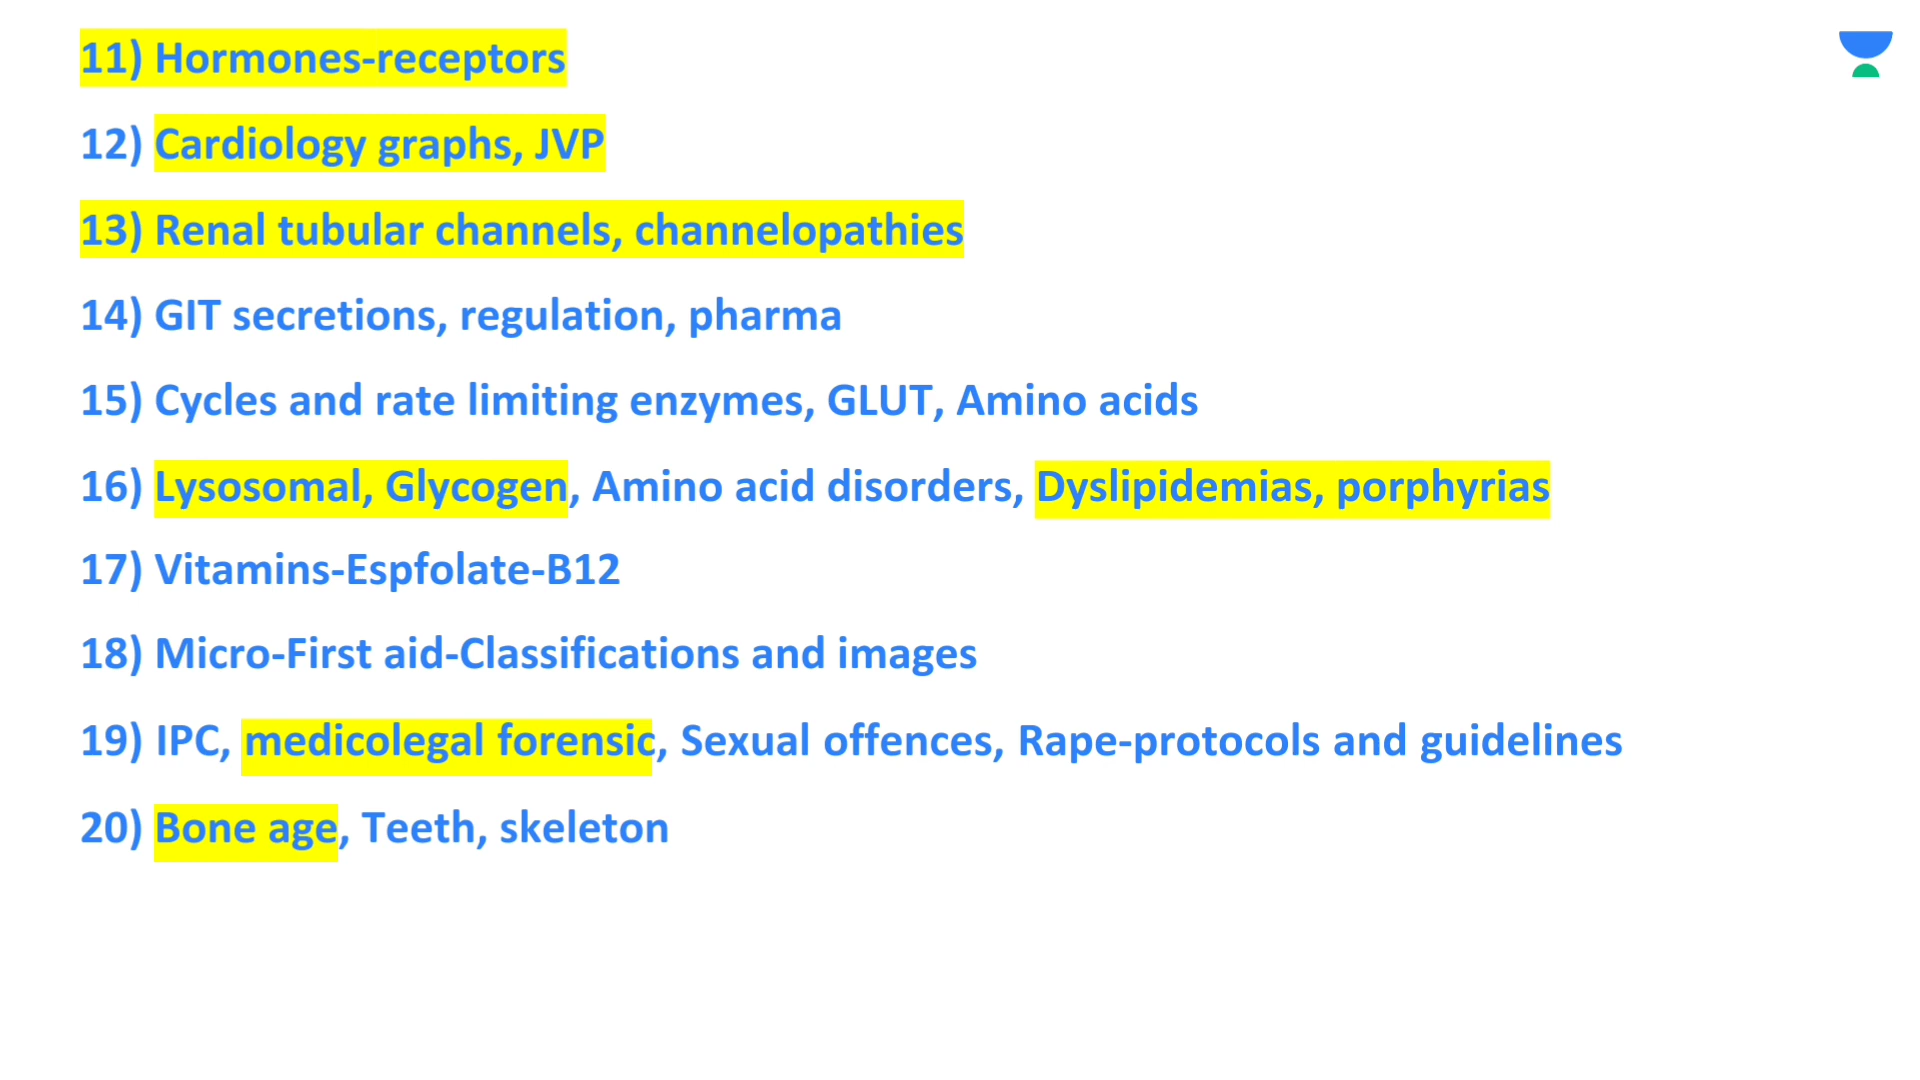 11) Hormones-receptors
12) Cardiology graphs, JVP
13) Renal tubular channels, channelopathies
14) GIT secretions, regulation, pharma
15) Cycles and rate limiting enzymes, GLUT, Amino acids
16) Lysosomal, Glycogen, Amino acid disorders, Dyslipidemias, porphyrias
17) Vitamins-Espfolate-B12
18) Micro-First aid-Classifications and images
19) IPC, medicolegal forensic, Sexual offences, Rape-protocols and guidelines
20) Bone age, Teeth, skeleton